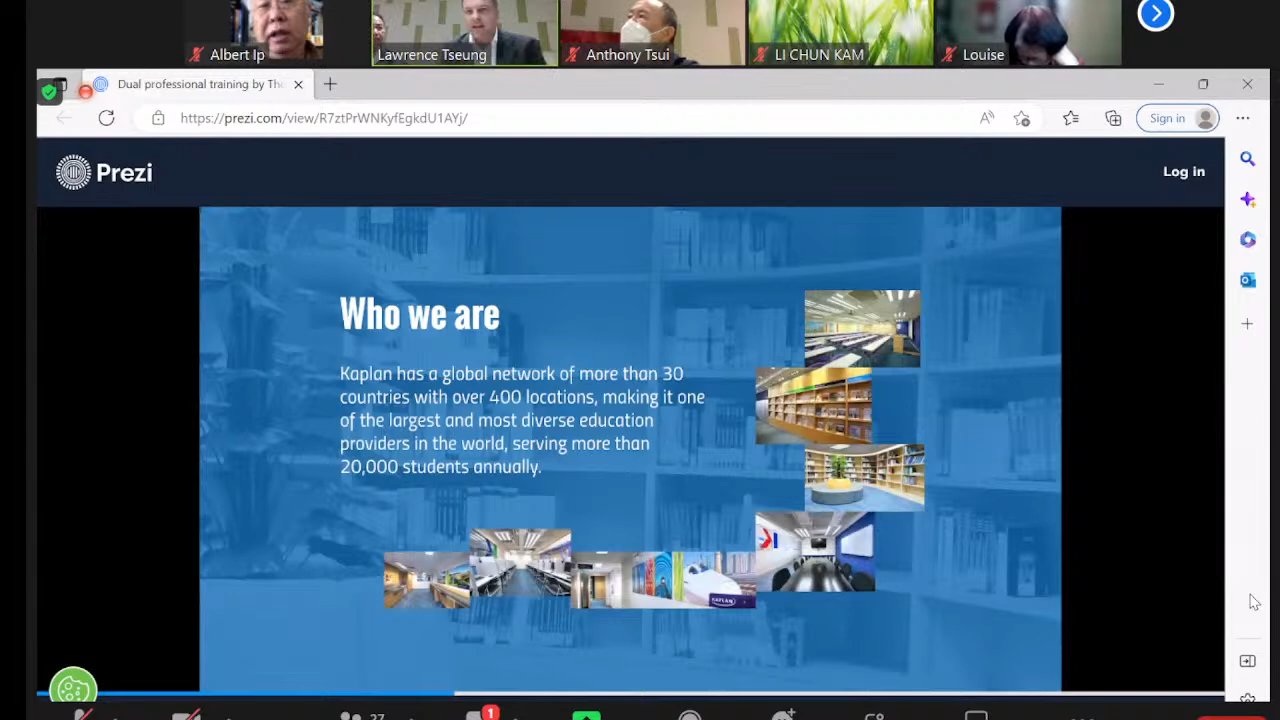 Albert Ip
Lawrence Tseung
Anthony Tsui
LI CHUN KAM
Louise
Dual professional training by The
https://prezi.com/view/R7ztPrWNKyfEgkdU1AYj/
Sign in
Prezi
Log in
Who we are
Kaplan has a global network of more than 30
countries with over 400 locations, making it one
of the largest and most diverse education
providers in the world, serving more than
20,000 students annually.
KAPLAN
27
1